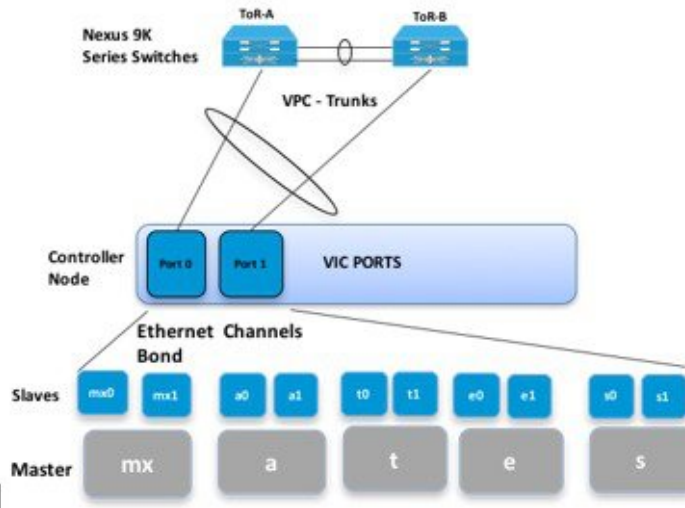 ToR-A ToR-B
Nexus 9K
Series Switches
VPC - Trunks
Controller
Node
Port 0 Port 1 VIC PORTS
Ethernet Channels
Bond
Slaves mx0 mx1 a0 a1 t0 t1 e0 e1 s0 s1
Master mx a t e s